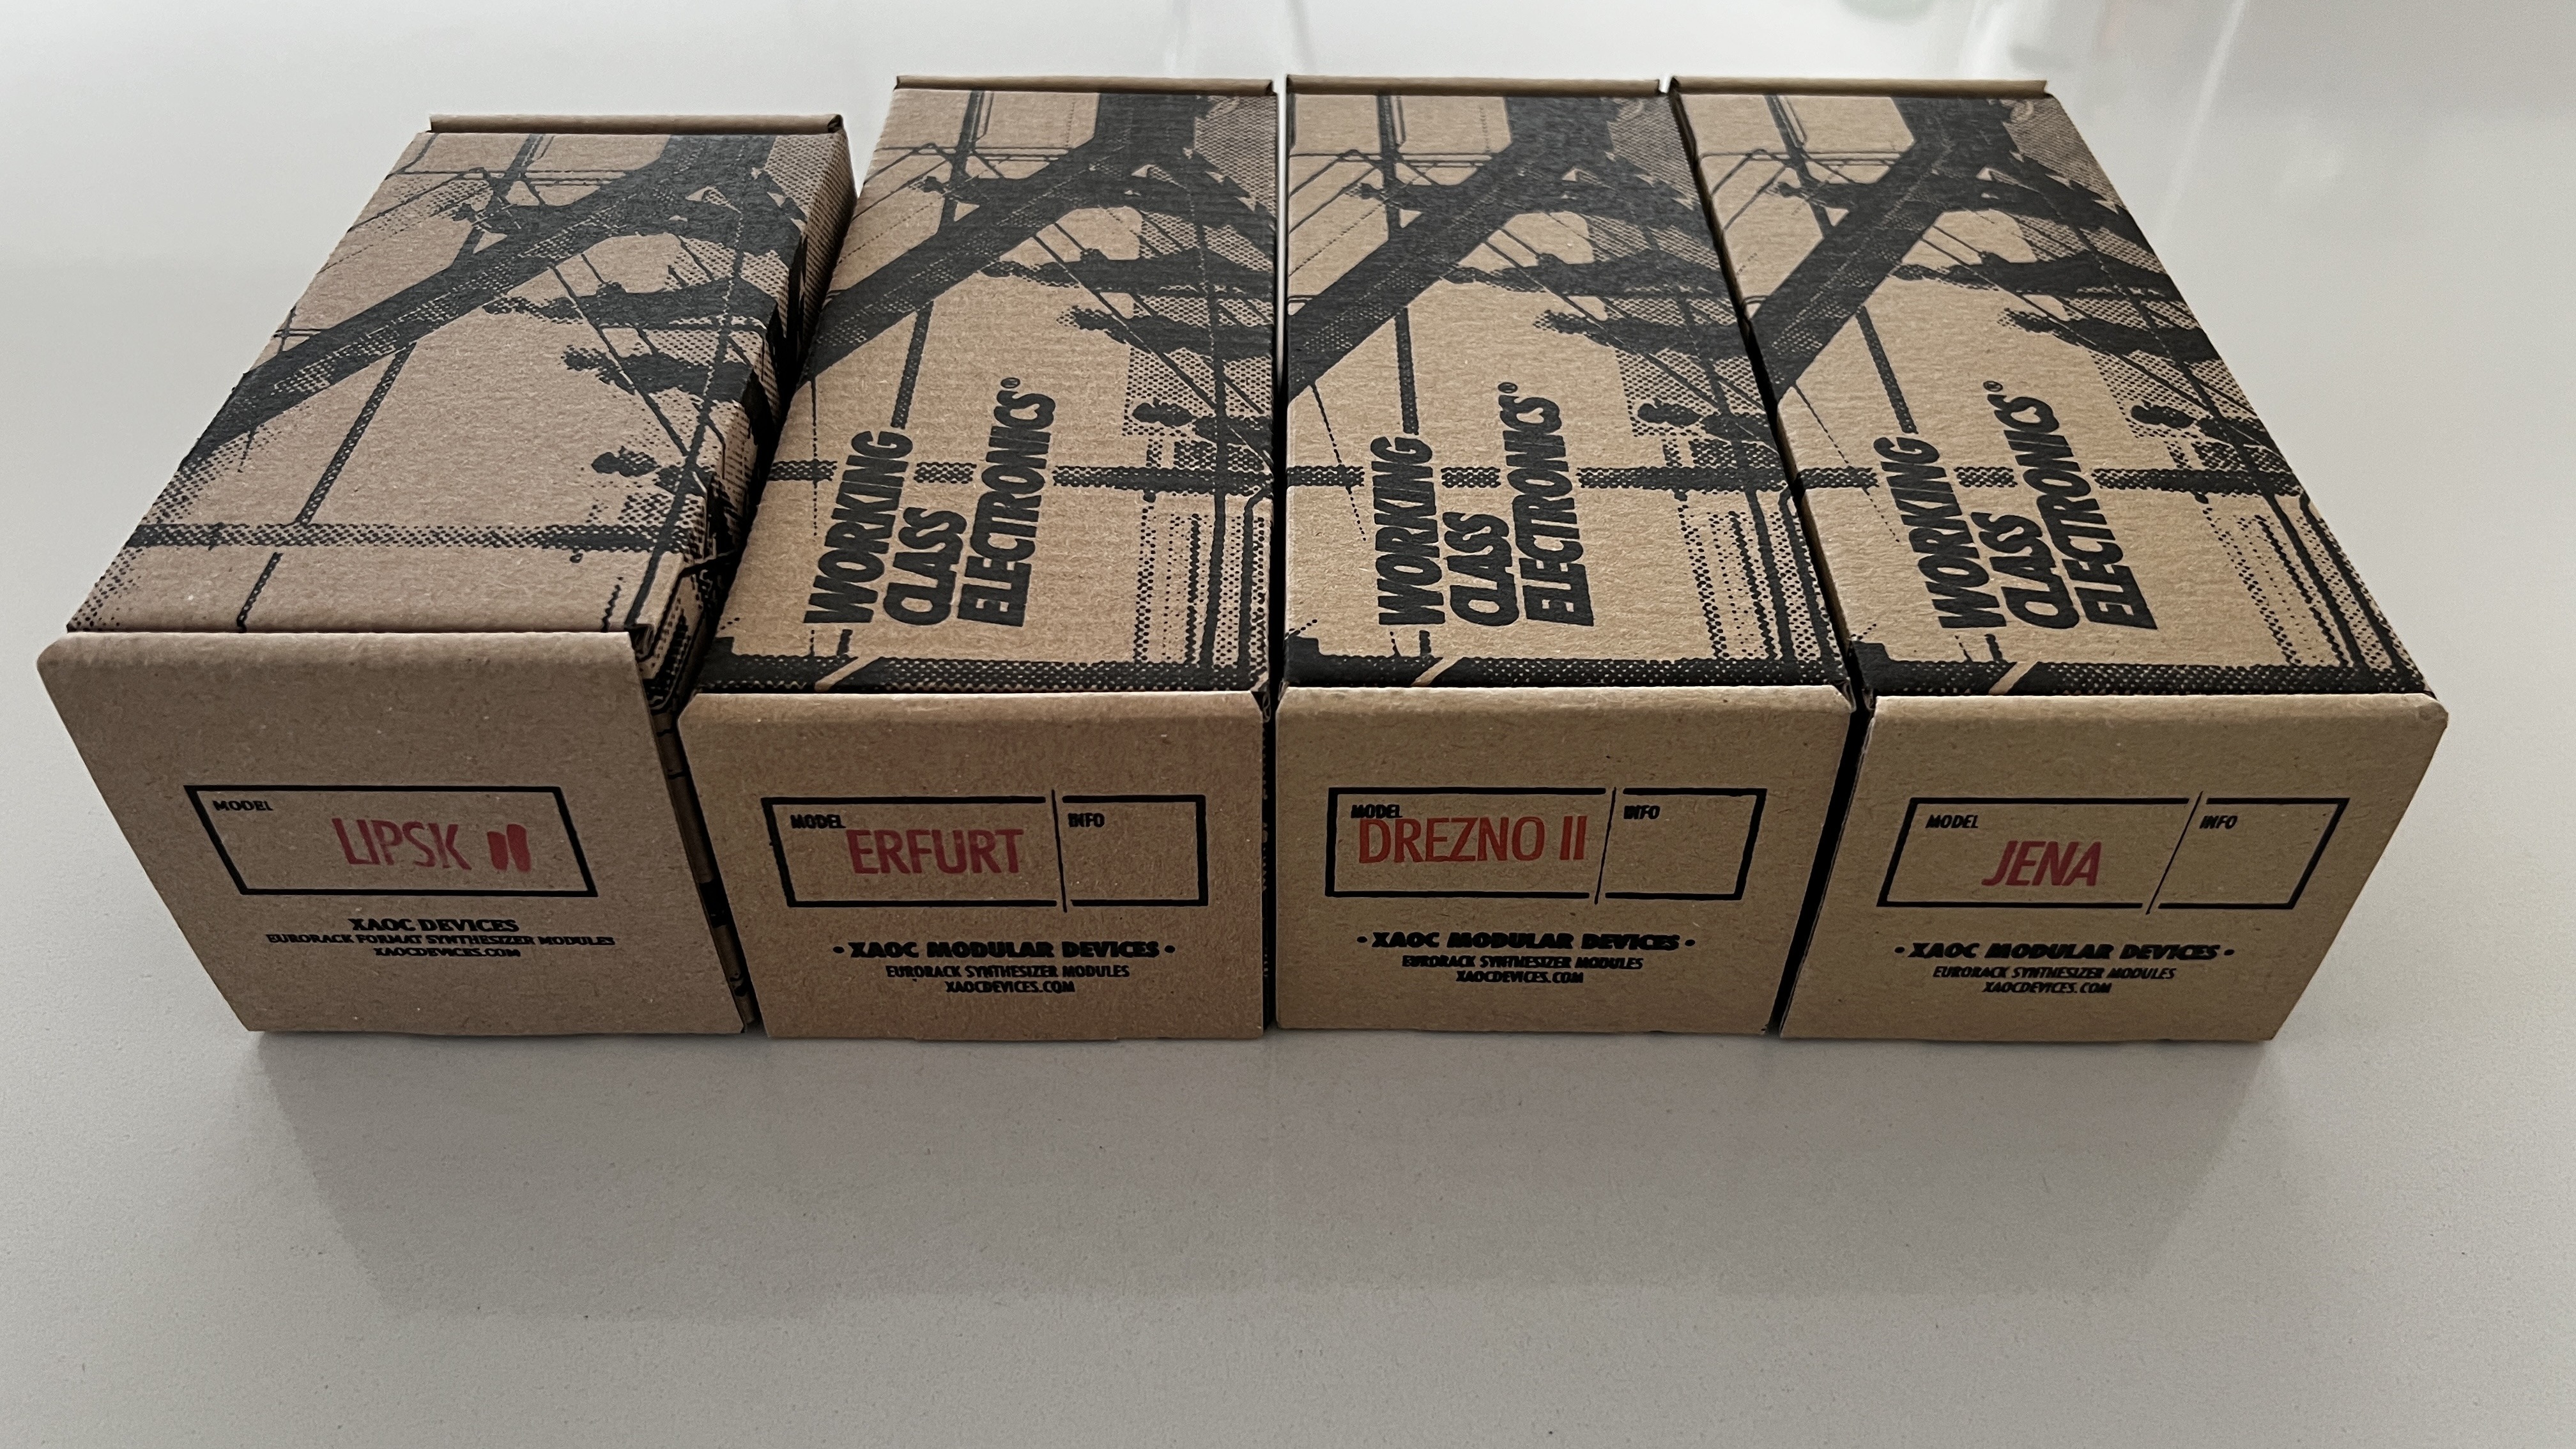 MODEL
LIPSK II
XAOC DEVICES
EURORACK FORMAT SYNTHESIZER MODULES
XAOCDEVICES.COM
WORKING
CLASS
ELECTRONICS®
MODEL
INFO
ERFURT
• XAOC MODULAR DEVICES •
EURORACK SYNTHESIZER MODULES
XAOCDEVICES.COM
WORKING
CLASS
ELECTRONICS®
MODEL
INFO
DREZNO II
• XAOC MODULAR DEVICES •
EURORACK SYNTHESIZER MODULES
XAOCDEVICES.COM
WORKING
CLASS
ELECTRONICS®
MODEL
INFO
JENA
• XAOC MODULAR DEVICES •
EURORACK SYNTHESIZER MODULES
XAOCDEVICES.COM